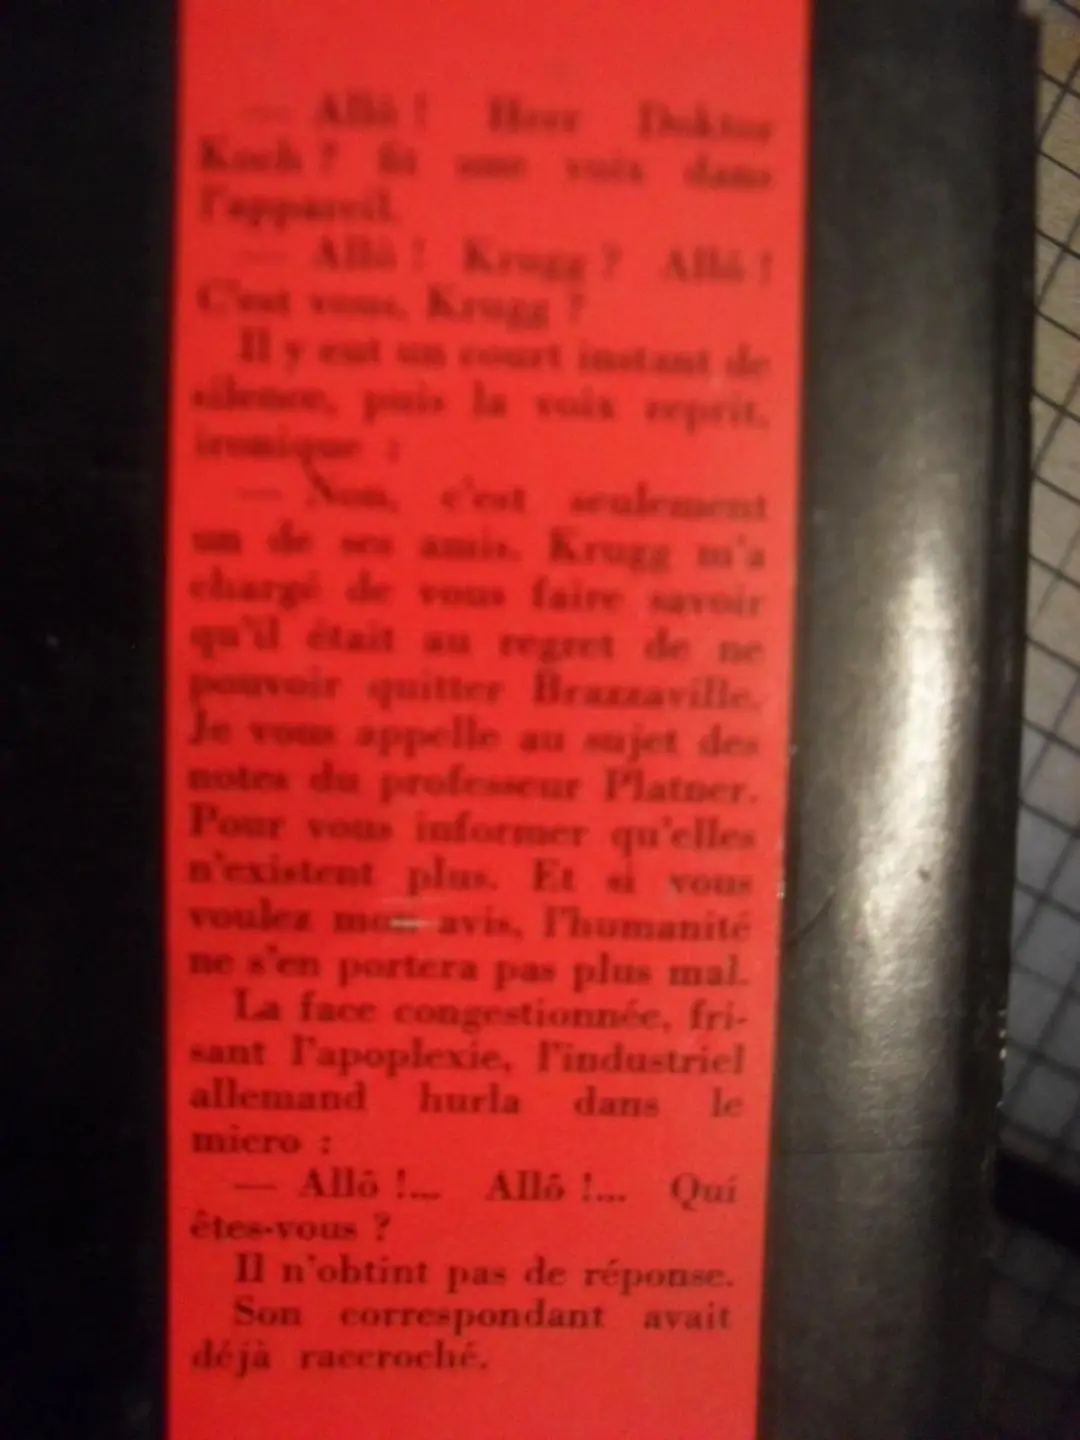 — Allô ! Herr Doktor
Koch ? fit une voix dans
l'appareil.
— Allô ! Krugg ? Allô !
C'est vous, Krugg ?
Il y eut un court instant de
silence, puis la voix reprit,
ironique :
— Non, c'est seulement
un de ses amis. Krugg m'a
chargé de vous faire savoir
qu'il était au regret de ne
pouvoir quitter Brazzaville.
Je vous appelle au sujet des
notes du professeur Platner.
Pour vous informer qu'elles
n'existent plus. Et si vous
voulez mon avis, l'humanité
ne s'en portera pas plus mal.
La face congestionnée, fri-
sant l'apoplexie, l'industriel
allemand hurla dans le
micro :
— Allô !... Allô !... Qui
êtes-vous ?
Il n'obtint pas de réponse.
Son correspondant avait
déjà raccroché.